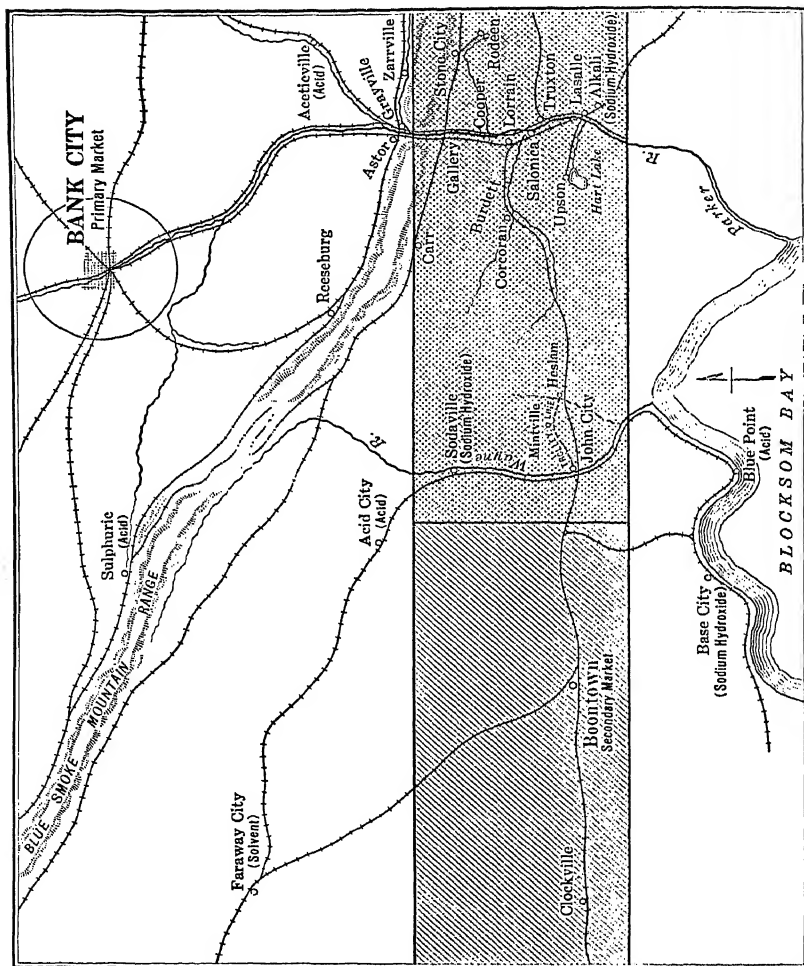 BANK CITY
Primary Market
Aceticville
(Acid)
Grayville
Zarrville
Astor
Reeseburg
Sulphuric
(Acid)
BLUE SMOKE MOUNTAIN RANGE
Faraway City
(Solvent)
Acid City
(Acid)
Stone City
Rodeen
Cooper
Gallery
Carr
Lorrain
Burdett
Corcoran
Salonica
Truxton
Lasalle
Alkali
(Sodium Hydroxide)
Unson
Hart Lake
Sodaville
(Sodium Hydroxide)
Wayne R.
Mintville
Heslam
John City
Boontown
Secondary Market
Clockville
Parker R.
N
Blue Point
(Acid)
Base City
(Sodium Hydroxide)
BLOCKSOM BAY